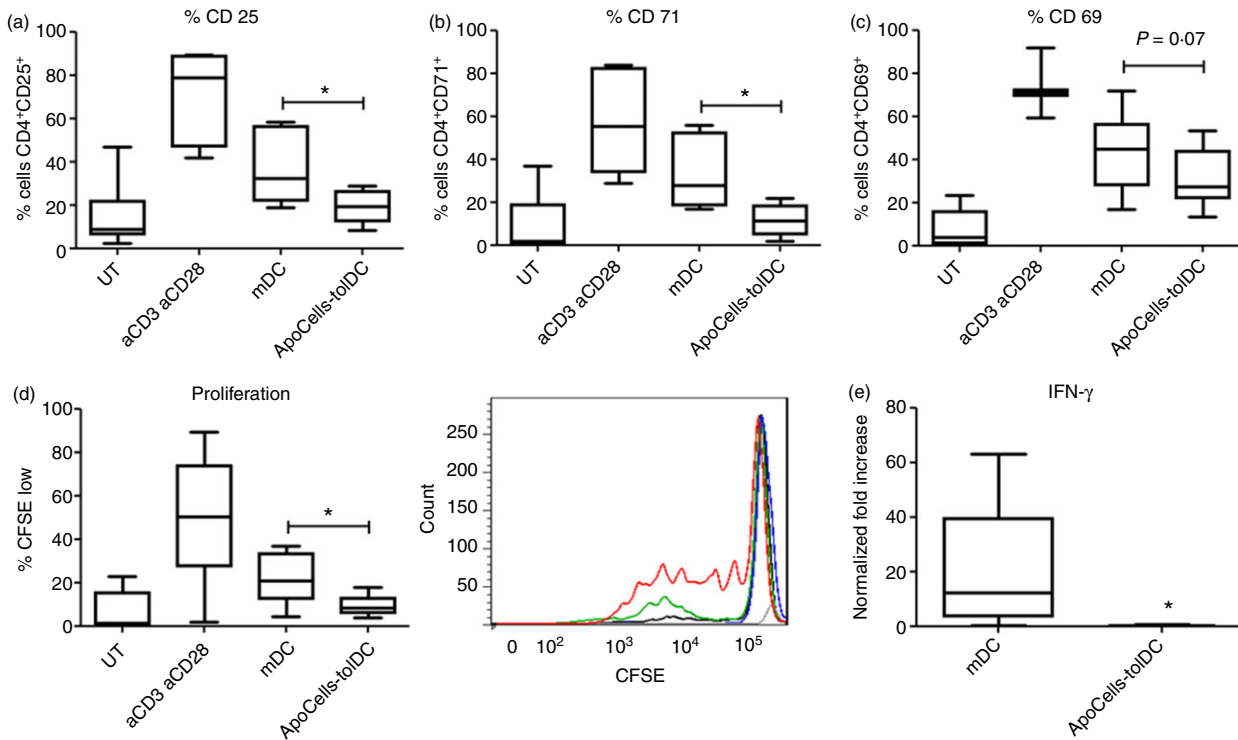 (a) % CD 25
% cells CD4⁺CD25⁺
100
80
60
40
20
0
*
UT
aCD3 aCD28
mDC
ApoCells-tolDC
(b) % CD 71
% cells CD4⁺CD71⁺
100
80
60
40
20
0
*
UT
aCD3 aCD28
mDC
ApoCells-tolDC
(c) % CD 69
% cells CD4⁺CD69⁺
100
80
60
40
20
0
P = 0·07
UT
aCD3 aCD28
mDC
ApoCells-tolDC
(d) Proliferation
% CFSE low
100
80
60
40
20
0
*
UT
aCD3 aCD28
mDC
ApoCells-tolDC
Count
250
200
150
100
50
0 10² 10³ 10⁴ 10⁵
CFSE
(e) IFN-γ
Normalized fold increase
80
60
40
20
0
*
mDC
ApoCells-tolDC